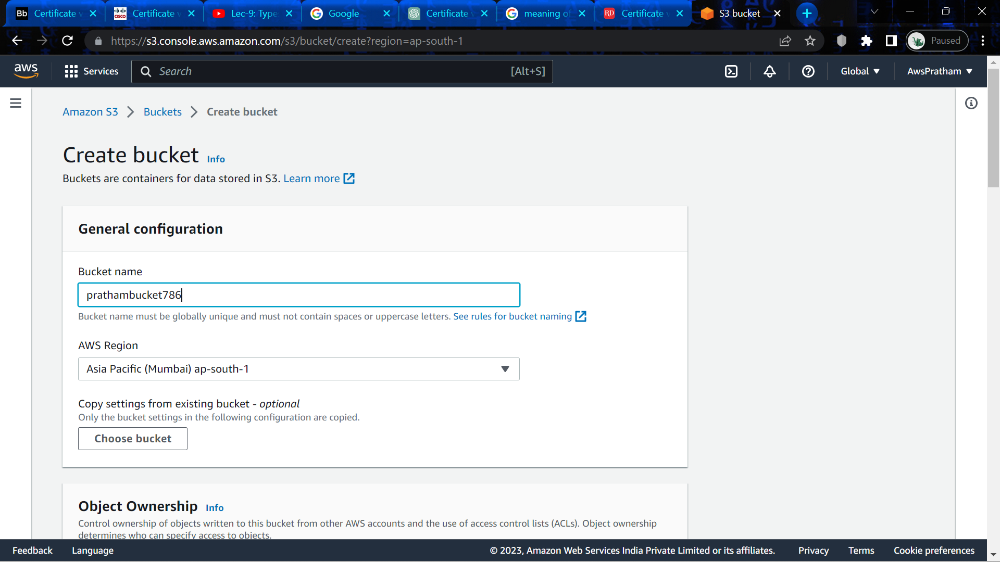 Bb Certificate v
CISCO Certificate v
Lec-9: Type
Google
Certificate v
meaning of
RD Certificate v
S3 bucket
https://s3.console.aws.amazon.com/s3/bucket/create?region=ap-south-1
Paused
aws
Services
Search
[Alt+S]
Global
AwsPratham
Amazon S3
Buckets
Create bucket
Create bucket Info
Buckets are containers for data stored in S3. Learn more
General configuration
Bucket name
prathambucket786
Bucket name must be globally unique and must not contain spaces or uppercase letters. See rules for bucket naming
AWS Region
Asia Pacific (Mumbai) ap-south-1
Copy settings from existing bucket - optional
Only the bucket settings in the following configuration are copied.
Choose bucket
Object Ownership Info
Control ownership of objects written to this bucket from other AWS accounts and the use of access control lists (ACLs). Object ownership
determines who can specify access to objects.
Feedback
Language
© 2023, Amazon Web Services India Private Limited or its affiliates.
Privacy
Terms
Cookie preferences